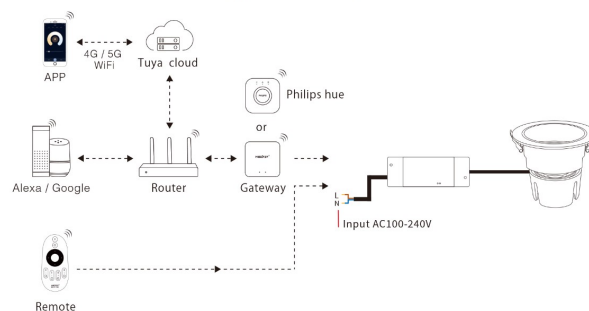 4G / 5G
WiFi
APP
Tuya cloud
Philips hue
or
Alexa / Google
Router
Gateway
L
N
Input AC100-240V
Remote